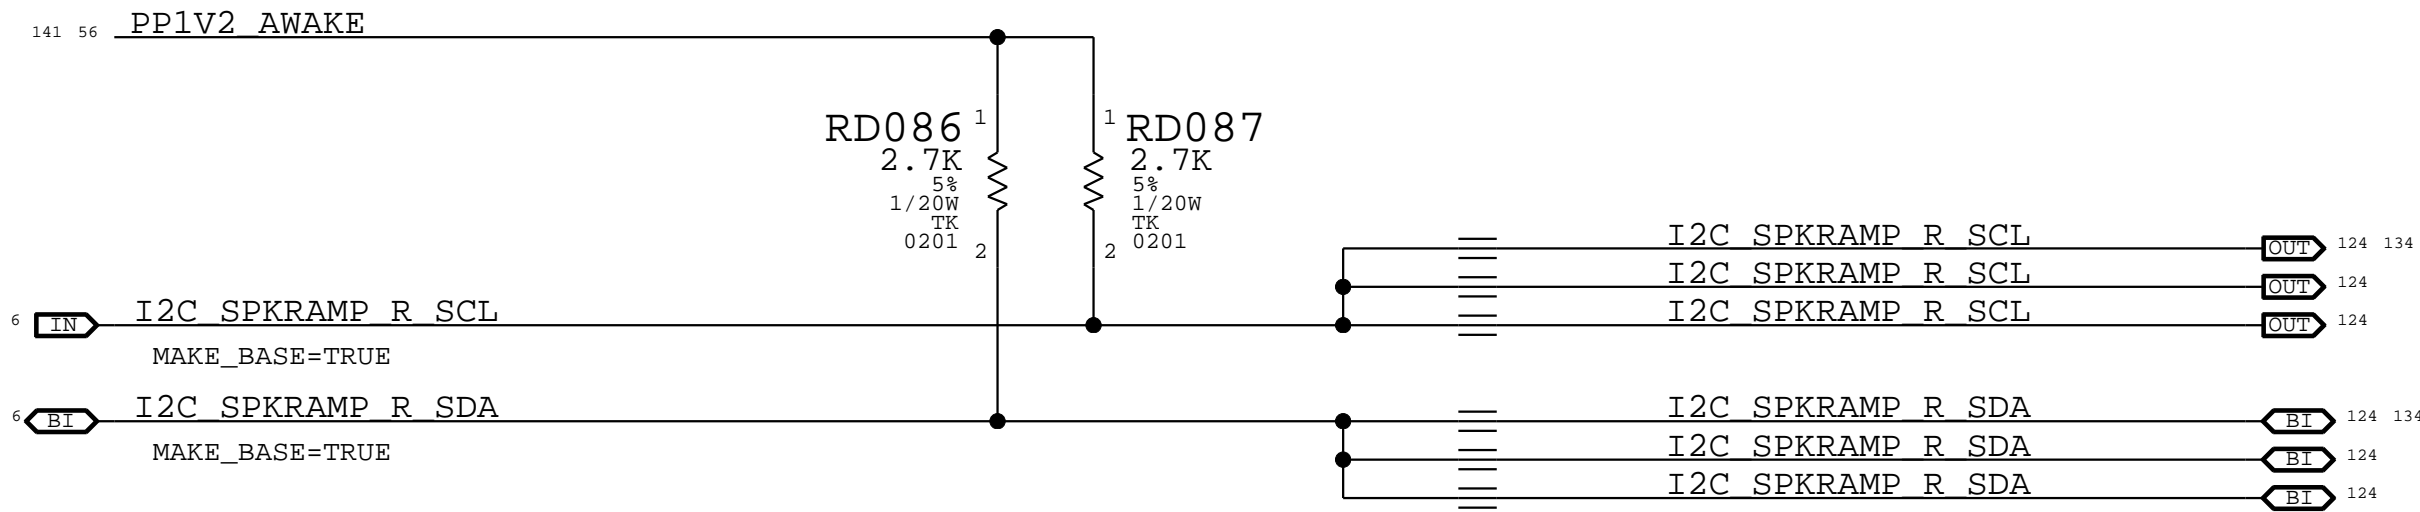 141 56 PP1V2_AWAKE
1 1
RD086 RD087
2.7K 2.7K
5% 5%
1/20W 1/20W
TK TK
0201 0201
2 2
I2C_SPKRAMP_R_SCL OUT 124 134
I2C_SPKRAMP_R_SCL OUT 124
6 IN I2C_SPKRAMP_R_SCL I2C_SPKRAMP_R_SCL OUT 124
MAKE_BASE=TRUE
6 BI I2C_SPKRAMP_R_SDA I2C_SPKRAMP_R_SDA BI 124 134
MAKE_BASE=TRUE I2C_SPKRAMP_R_SDA BI 124
I2C_SPKRAMP_R_SDA BI 124